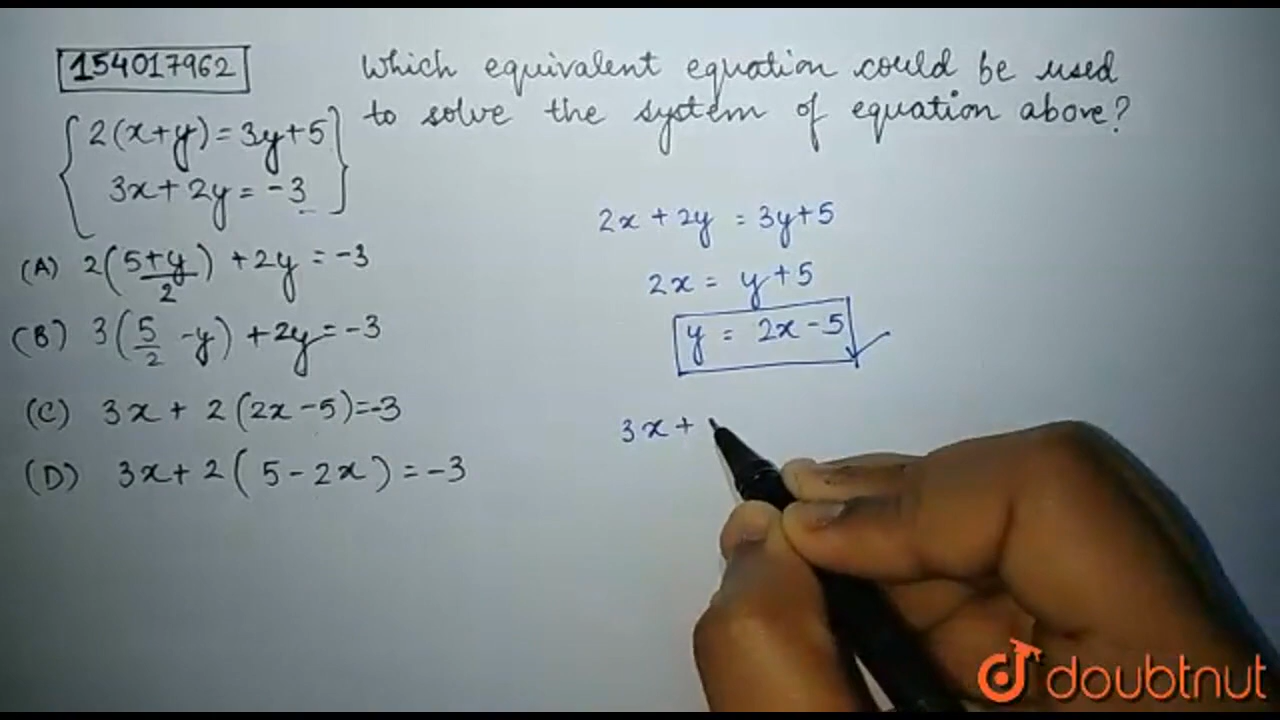 154017962
Which equivalent equation could be used
to solve the system of equation above?
2(x+y)=3y+5
3x+2y=-3
(A) 2(5+y/2)+2y=-3
(B) 3(5/2-y)+2y=-3
(C) 3x+2(2x-5)=-3
(D) 3x+2(5-2x)=-3
2x+2y=3y+5
2x=y+5
y=2x-5
3x+
doubtnut